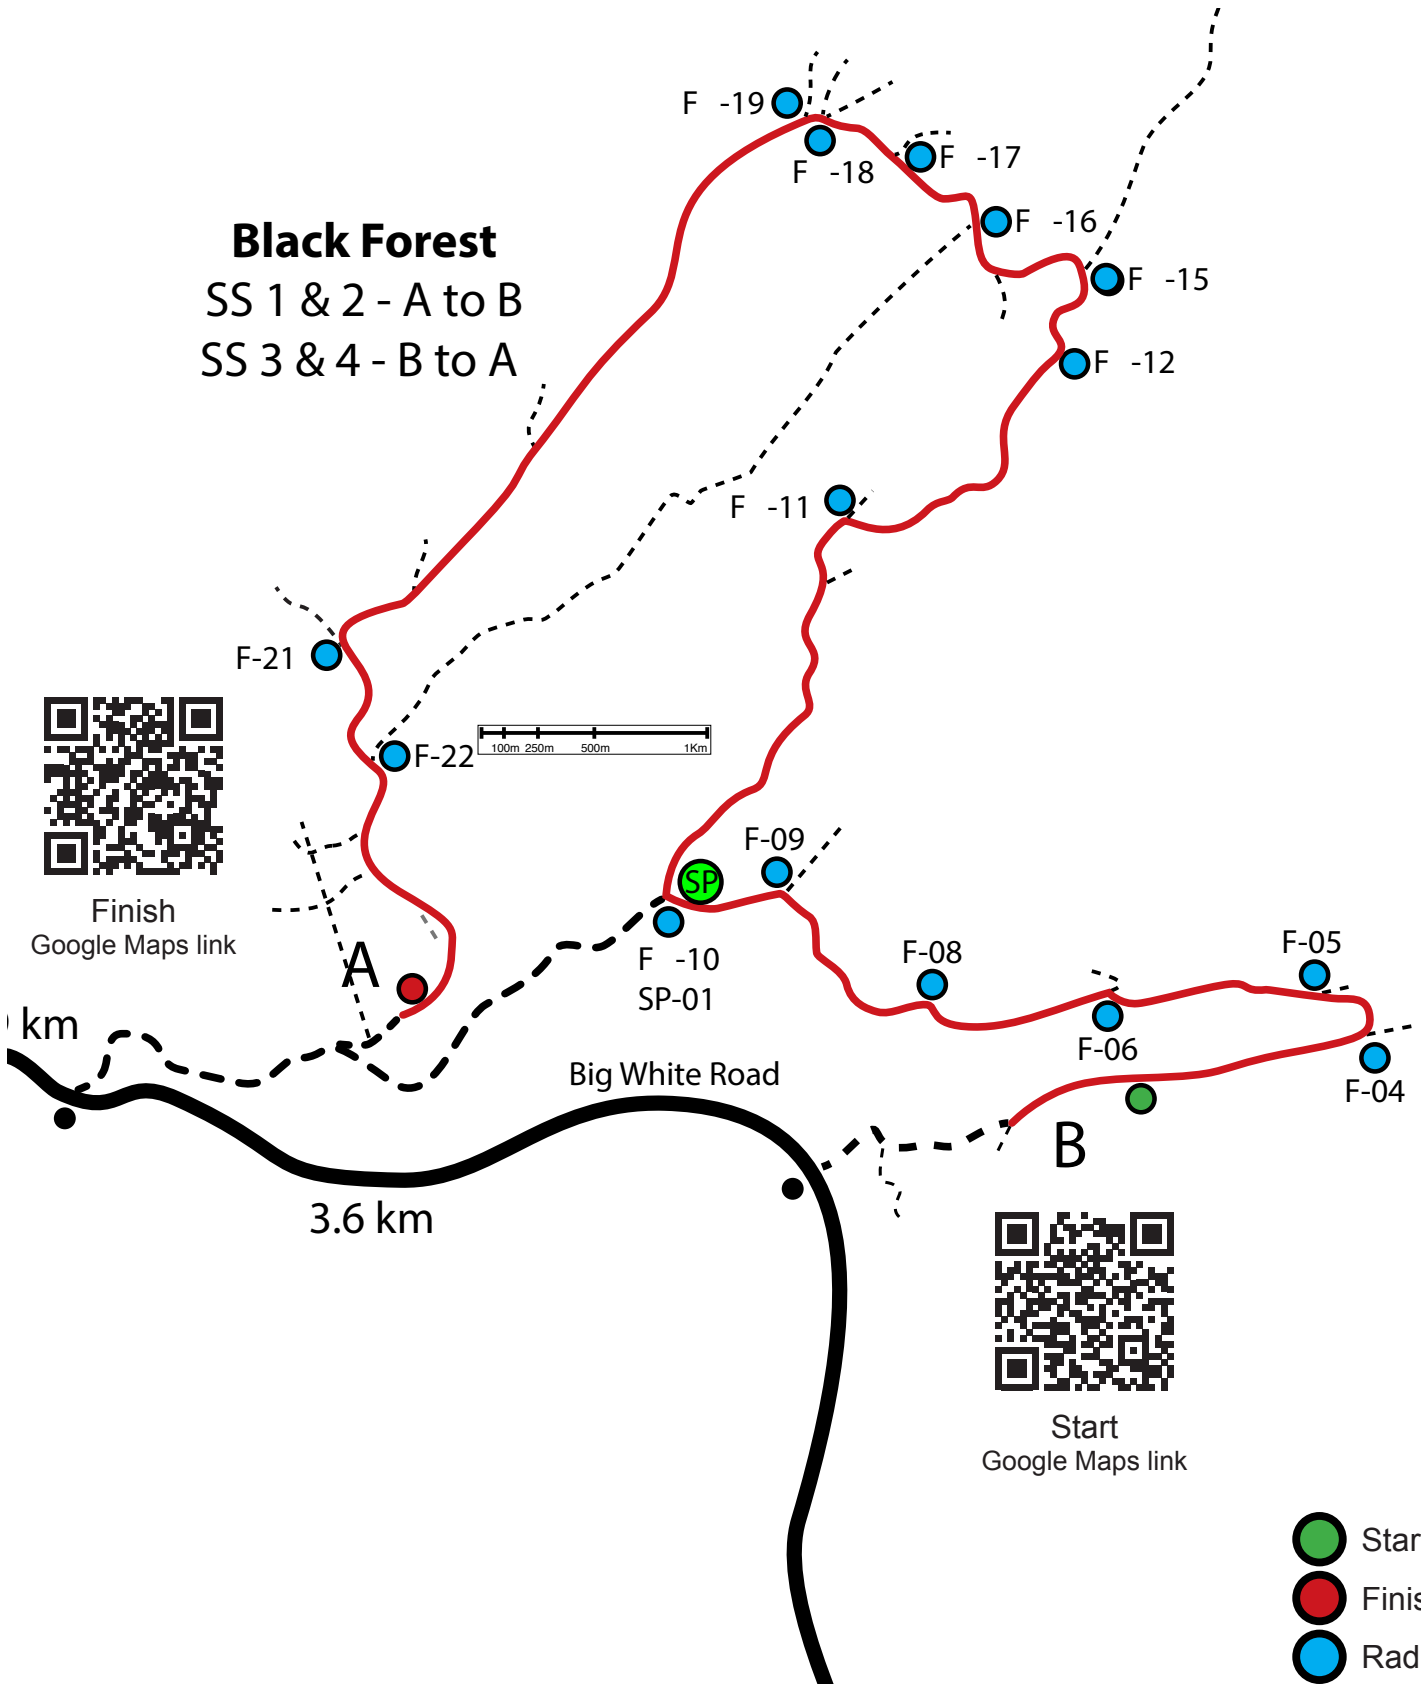 F -19
F -18
F -17
F -16
F -15
F -12
Black Forest
SS 1 & 2 - A to B
SS 3 & 4 - B to A
F -11
F-21
F-22
100m 250m 500m 1Km
F-09
SP
Finish
Google Maps link
A
F -10
SP-01
F-08
F-05
F-06
F-04
km
Big White Road
B
3.6 km
Start
Google Maps link
Star
Finis
Rad